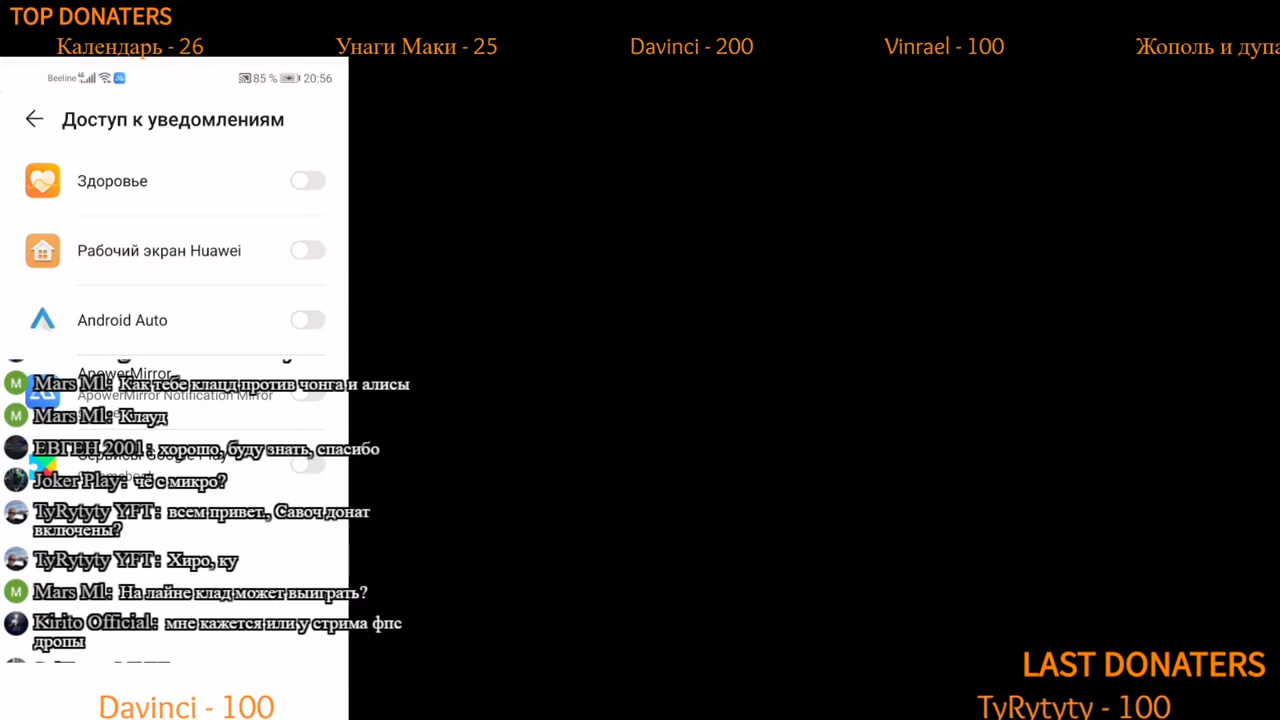 TOP DONATERS
Календарь - 26 Унаги Маки - 25 Davinci - 200 Vinrael - 100 Жополь и дупа
Beeline 85 % 20:56
Доступ к уведомлениям
Здоровье
Рабочий экран Huawei
Android Auto
ApowerMirror
Mars Ml.: Как тебе клацд против чонга и алисы
ApowerMirror Notification Mirror
Mars Ml.: Клауд
ЕВГЕН 2001 : хорошо, буду знать, спасибо
Сервисы Google Play
Joker Play : чё с микро?
TyRytyty YFT : всем привет., Савоч донат
включены?
TyRytyty YFT : Хиро, ку
Mars Ml.: На лайне клад может выиграть?
Kirito Official.: мне кажется или у стрима фпс
дропы
LAST DONATERS
Davinci - 100 TyRytyty - 100